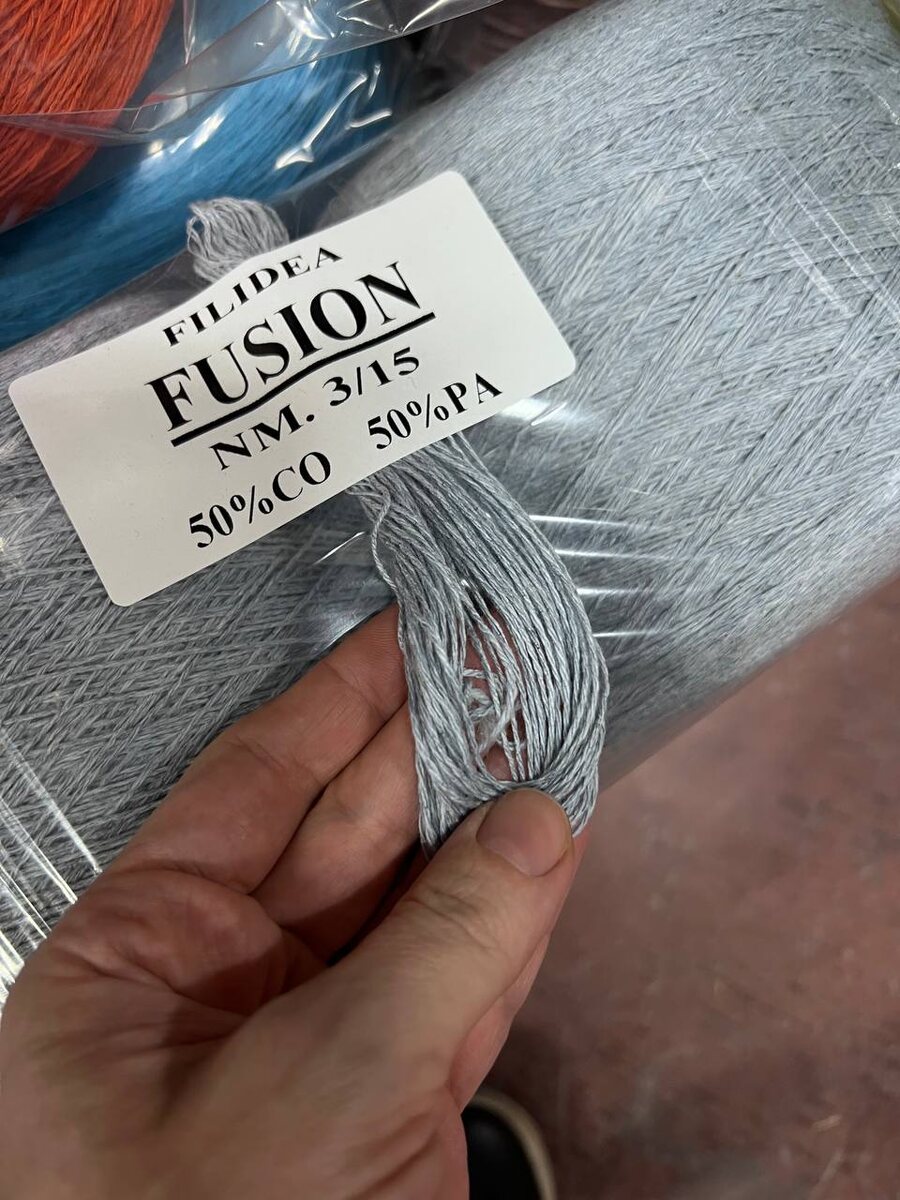 FILIDEA
FUSION
NM. 3/15
50%CO 50%PA